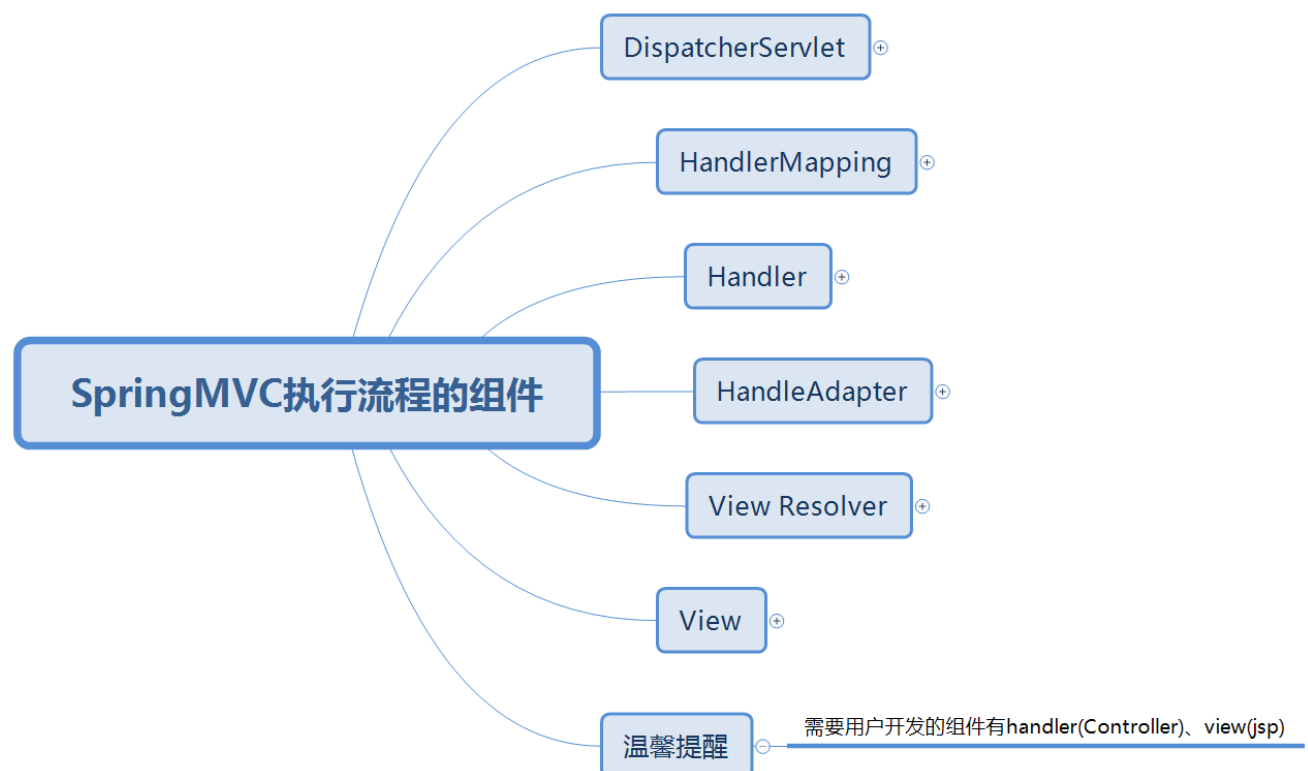 DispatcherServlet
HandlerMapping
Handler
SpringMVC执行流程的组件
HandleAdapter
View Resolver
View
温馨提醒
需要用户开发的组件有handler(Controller)、view(jsp)